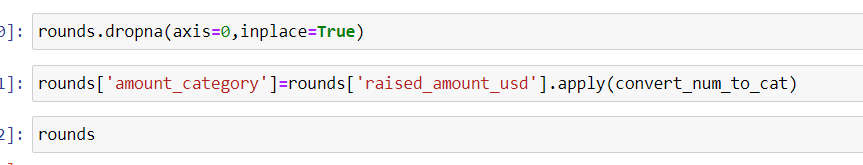 0]: rounds.dropna(axis=0,inplace=True)
1]: rounds['amount_category']=rounds['raised_amount_usd'].apply(convert_num_to_cat)
2]: rounds